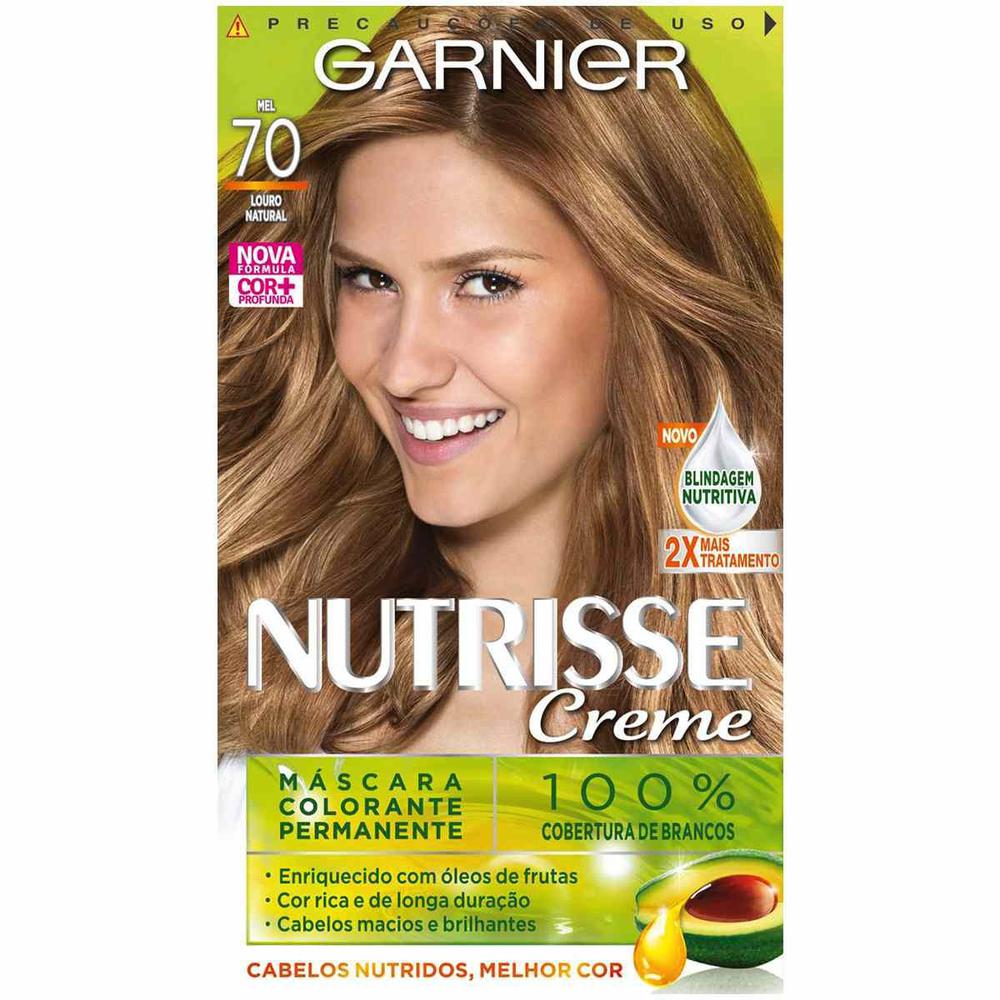 PRECAUÇÕES DE USO
GARNIER
MEL
70
LOURO
NATURAL
NOVA
FÓRMULA
COR+
PROFUNDA
NOVO
BLINDAGEM
NUTRITIVA
2X MAIS
TRATAMENTO
NUTRISSE
Creme
MÁSCARA
COLORANTE
PERMANENTE
100%
COBERTURA DE BRANCOS
• Enriquecido com óleos de frutas
• Cor rica e de longa duração
• Cabelos macios e brilhantes
CABELOS NUTRIDOS, MELHOR COR